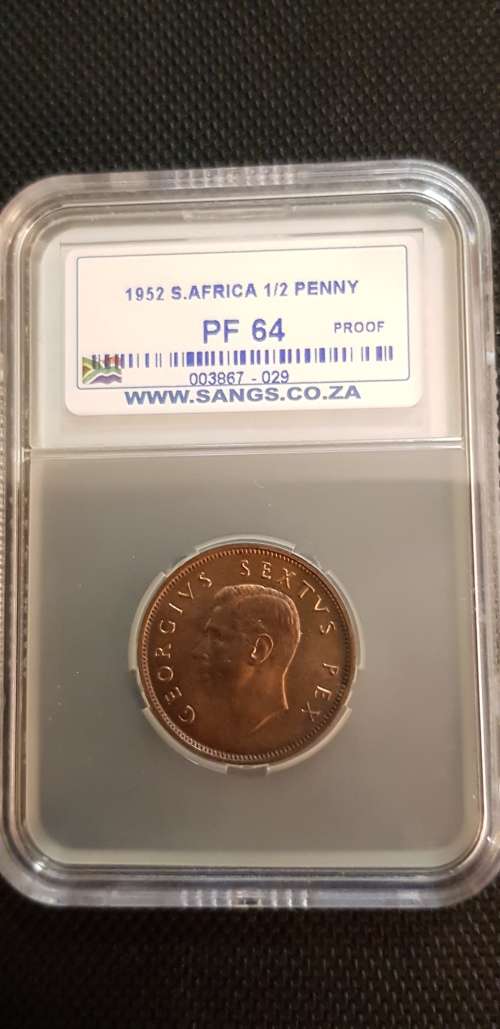 1952 S.AFRICA 1/2 PENNY
PF 64 PROOF
003867 - 029
WWW.SANGS.CO.ZA
GEORGIVS SEXTVS REX